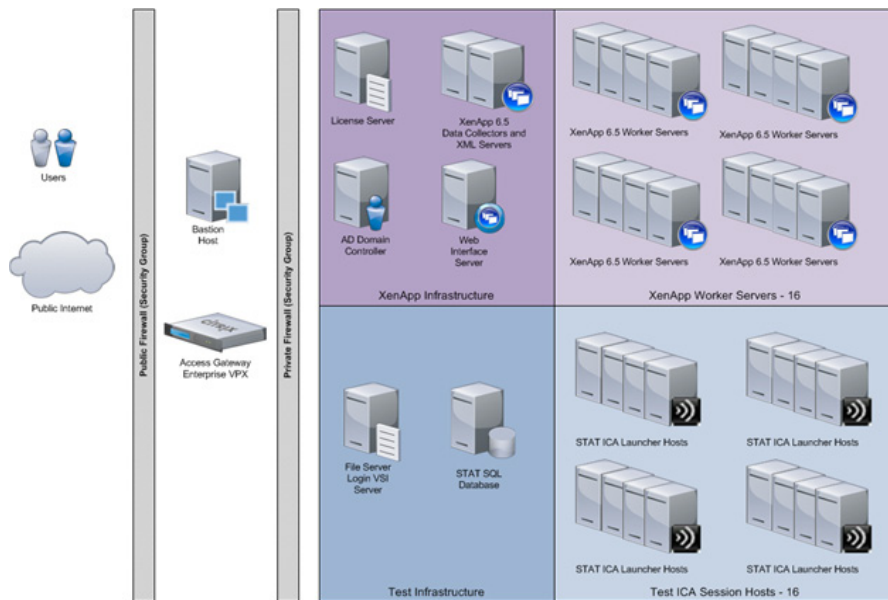 Users
Public Internet
Public Firewall (Security Group)
Bastion
Host
CITRIX
Access Gateway
Enterprise VPX
Private Firewall (Security Group)
License Server
XenApp 6.5
Data Collectors and
XML Servers
AD Domain
Controller
Web
Interface
Server
XenApp Infrastructure
XenApp 6.5 Worker Servers
XenApp 6.5 Worker Servers
XenApp 6.5 Worker Servers
XenApp 6.5 Worker Servers
XenApp Worker Servers - 16
File Server
Login VSI
Server
STAT SQL
Database
Test Infrastructure
STAT ICA Launcher Hosts
STAT ICA Launcher Hosts
STAT ICA Launcher Hosts
STAT ICA Launcher Hosts
Test ICA Session Hosts - 16